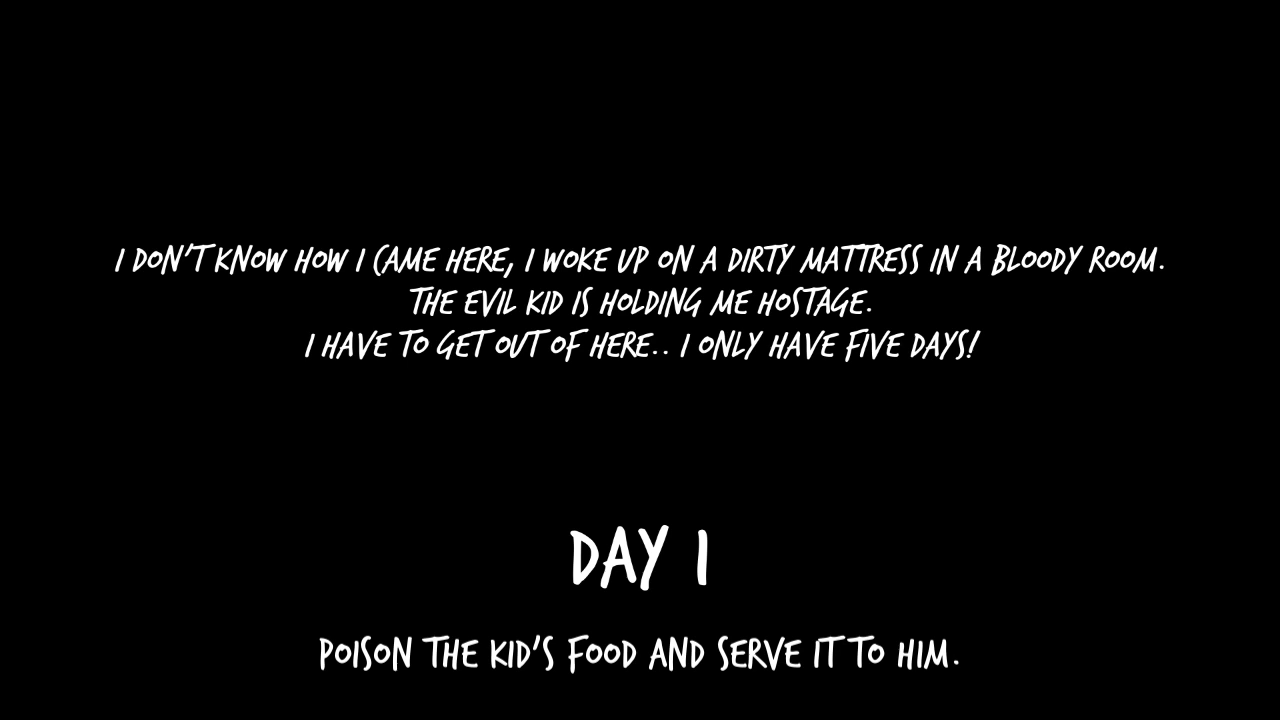 I DON'T KNOW HOW I CAME HERE, I WOKE UP ON A DIRTY MATTRESS IN A BLOODY ROOM.
THE EVIL KID IS HOLDING ME HOSTAGE.
I HAVE TO GET OUT OF HERE.. I ONLY HAVE FIVE DAYS!
DAY 1
POISON THE KID'S FOOD AND SERVE IT TO HIM.